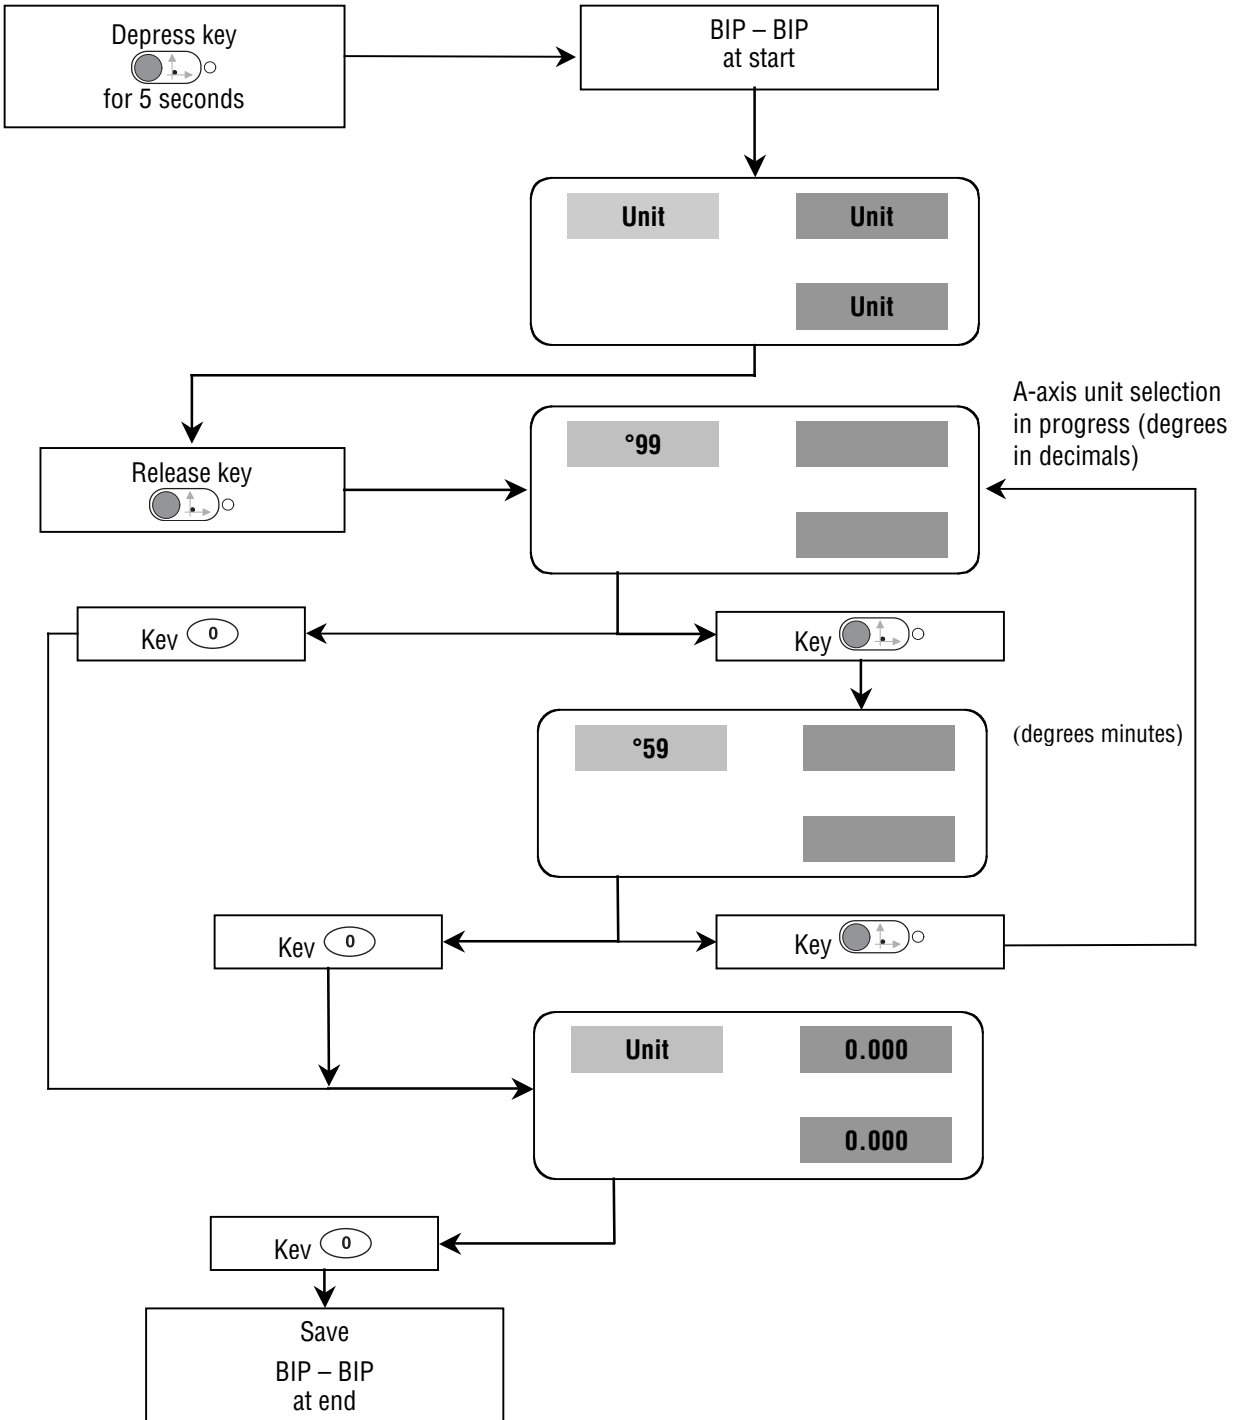 Depress key
for 5 seconds
BIP – BIP
at start
Unit Unit
Unit
A-axis unit selection
in progress (degrees
in decimals)
°99
Release key
Kev 0
Key
°59
(degrees minutes)
Kev 0
Key
Unit 0.000
0.000
Kev 0
Save
BIP – BIP
at end